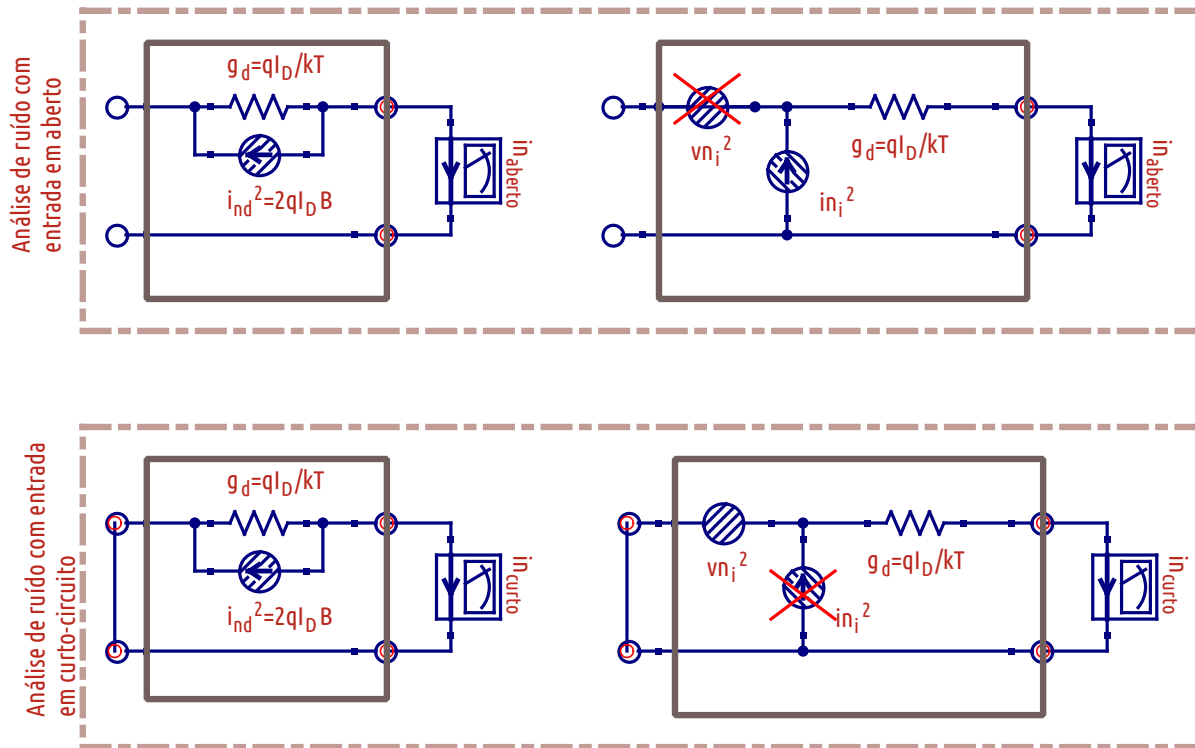 Análise de ruído com
entrada em aberto
g_d=qI_D/kT
i_nd^2=2qI_D B
in_aberto
vn_i^2
in_i^2
g_d=qI_D/kT
in_aberto
Análise de ruído com entrada
em curto-circuito
g_d=qI_D/kT
i_nd^2=2qI_D B
in_curto
vn_i^2
in_i^2
g_d=qI_D/kT
in_curto